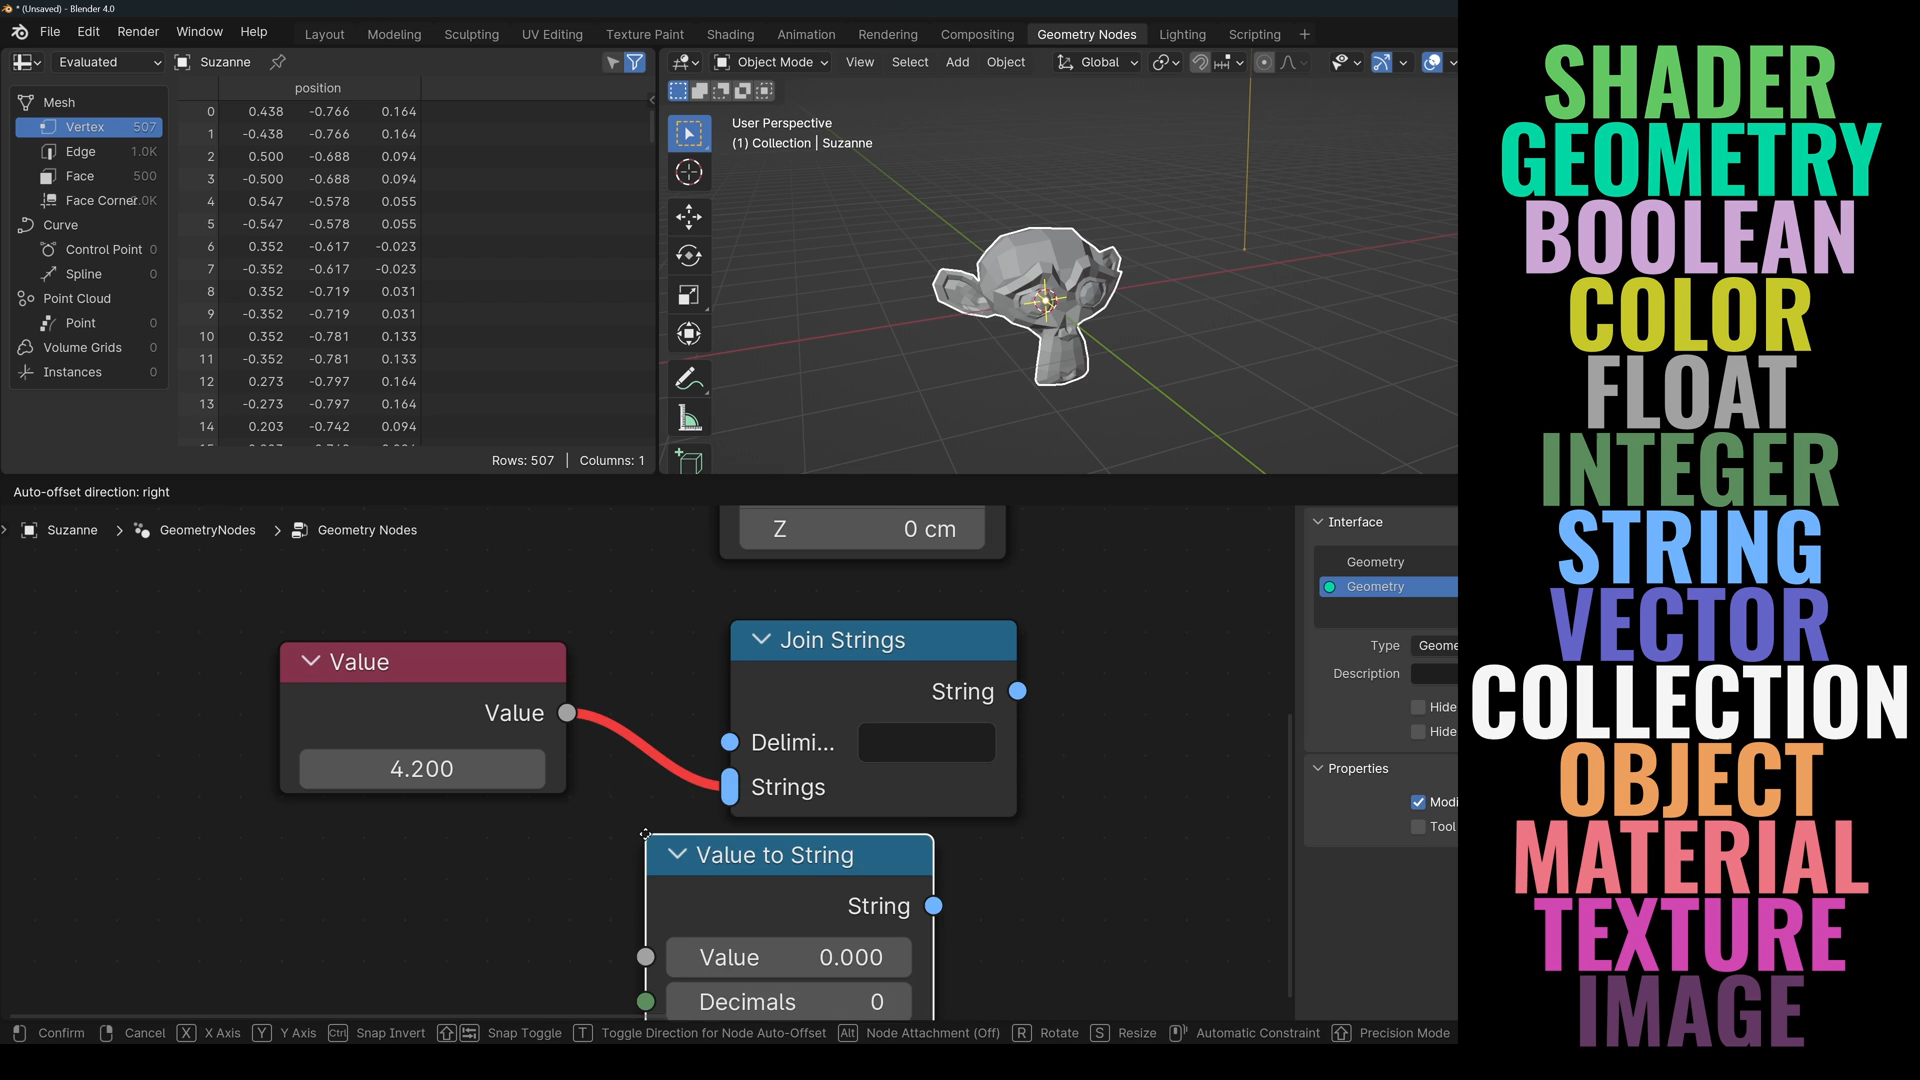 * (Unsaved) - Blender 4.0
File Edit Render Window Help
Layout Modeling Sculpting UV Editing Texture Paint Shading Animation Rendering Compositing Geometry Nodes Lighting Scripting +
Evaluated Suzanne
Object Mode View Select Add Object Global
position
Mesh
Vertex 507
Edge 1.0K
Face 500
Face Corner
Curve
Control Point 0
Spline 0
Point Cloud
Point 0
Volume Grids 0
Instances 0
0 0.438 -0.766 0.164
1 -0.438 -0.766 0.164
2 0.500 -0.688 0.094
3 -0.500 -0.688 0.094
4 0.547 -0.578 0.055
5 -0.547 -0.578 0.055
6 0.352 -0.617 -0.023
7 -0.352 -0.617 -0.023
8 0.352 -0.719 0.031
9 -0.352 -0.719 0.031
10 0.352 -0.781 0.133
11 -0.352 -0.781 0.133
12 0.273 -0.797 0.164
13 -0.273 -0.797 0.164
14 0.203 -0.742 0.094
Rows: 507 | Columns: 1
User Perspective
(1) Collection | Suzanne
Auto-offset direction: right
Suzanne > GeometryNodes > Geometry Nodes
Z 0 cm
Value
Value
4.200
Join Strings
String
Delimi...
Strings
Value to String
String
Value 0.000
Decimals 0
Interface
Geometry
Geometry
Type Geome
Description
Hide
Hide
Properties
Modi
Tool
Confirm Cancel X X Axis Y Y Axis Ctrl Snap Invert Snap Toggle T Toggle Direction for Node Auto-Offset Alt Node Attachment (Off) R Rotate S Resize Automatic Constraint Precision Mode
SHADER
GEOMETRY
BOOLEAN
COLOR
FLOAT
INTEGER
STRING
VECTOR
COLLECTION
OBJECT
MATERIAL
TEXTURE
IMAGE